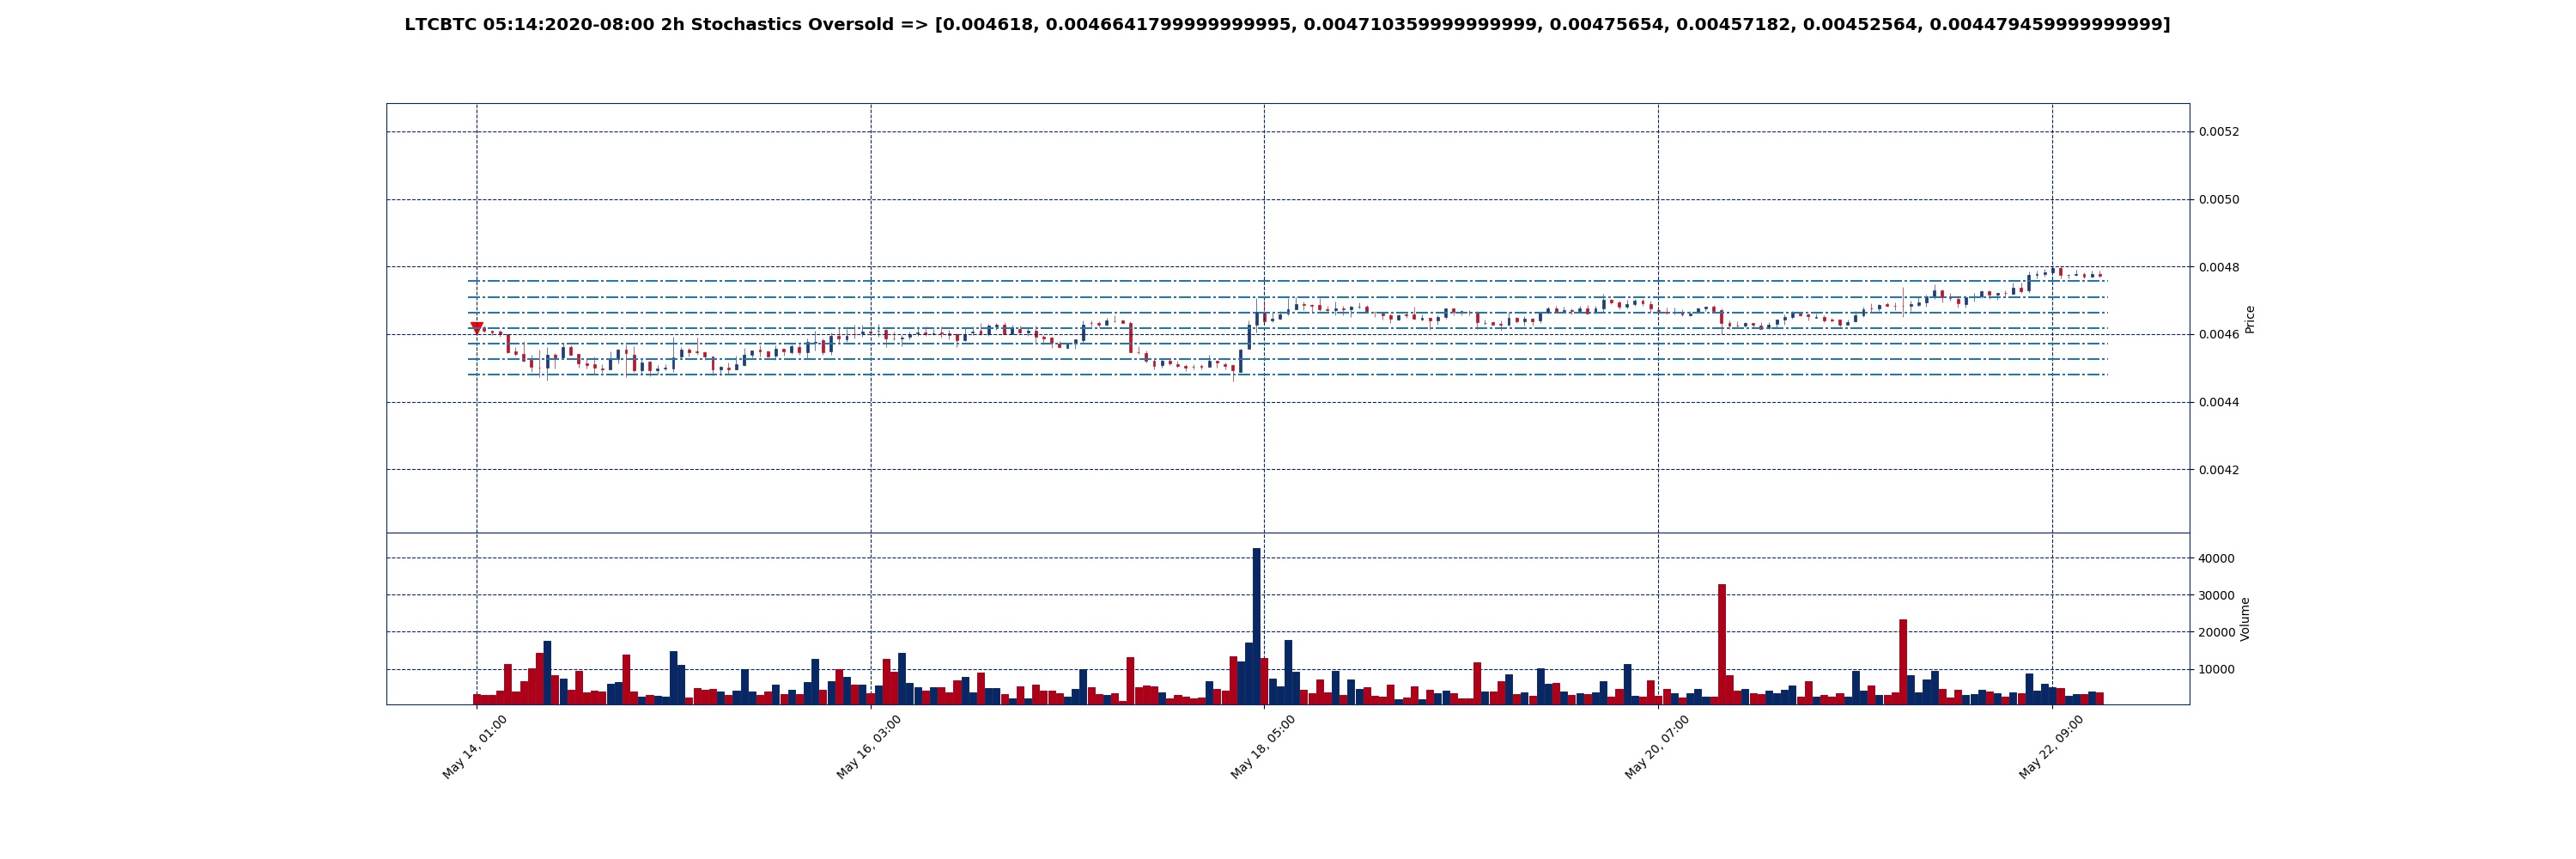 LTCBTC 05:14:2020-08:00 2h Stochastics Oversold => [0.004618, 0.0046641799999999995, 0.004710359999999999, 0.00475654, 0.00457182, 0.00452564, 0.004479459999999999]
0.0052
0.0050
0.0048
0.0046
0.0044
0.0042
Price
40000
30000
20000
10000
Volume
May 14, 01:00
May 16, 03:00
May 18, 05:00
May 20, 07:00
May 22, 09:00